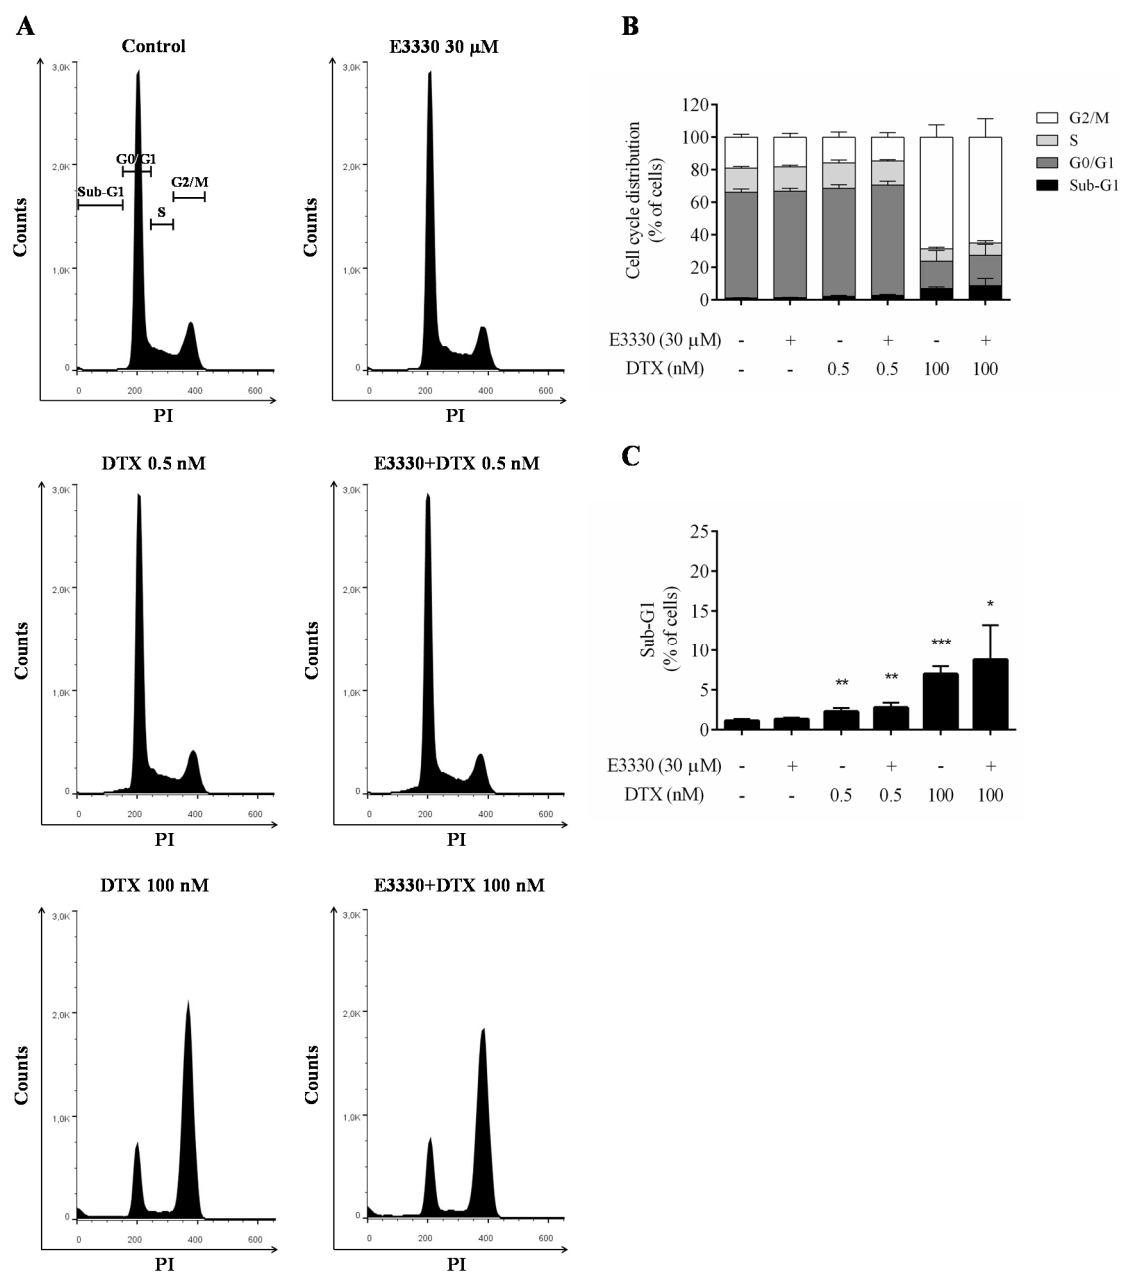 A
Control
3,0K
2,0K
1,0K
0
Sub-G1
G0/G1
S
G2/M
Counts
0 200 400 600
PI
E3330 30 µM
3,0K
2,0K
1,0K
0
Counts
0 200 400 600
PI
DTX 0.5 nM
3,0K
2,0K
1,0K
0
Counts
0 200 400 600
PI
E3330+DTX 0.5 nM
3,0K
2,0K
1,0K
0
Counts
0 200 400 600
PI
DTX 100 nM
3,0K
2,0K
1,0K
0
Counts
0 200 400 600
PI
E3330+DTX 100 nM
3,0K
2,0K
1,0K
0
Counts
0 200 400 600
PI
B
Cell cycle distribution
(% of cells)
120
100
80
60
40
20
0
G2/M
S
G0/G1
Sub-G1
E3330 (30 µM) - + - + - +
DTX (nM) - - 0.5 0.5 100 100
C
Sub-G1
(% of cells)
25
20
15
10
5
0
** ** *** *
E3330 (30 µM) - + - + - +
DTX (nM) - - 0.5 0.5 100 100